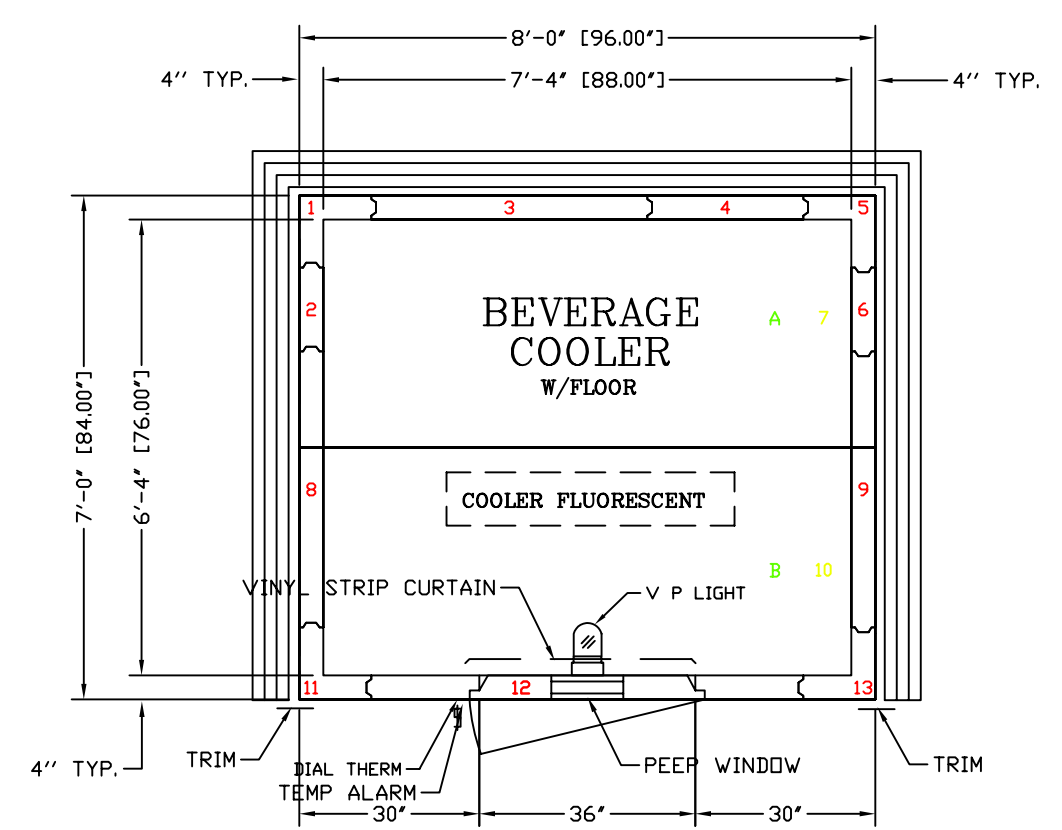 8'-0" [96.00"]
4'' TYP.
7'-4" [88.00"]
4'' TYP.
1
3
4
5
2
6
BEVERAGE
A
7
COOLER
W/FLOOR
7'-0" [84.00"]
6'-4" [76.00"]
8
9
COOLER FLUORESCENT
B
10
VINYL STRIP CURTAIN
V P LIGHT
11
12
13
TRIM
4'' TYP.
DIAL THERM
PEEP WINDOW
TRIM
TEMP ALARM
30"
36"
30"